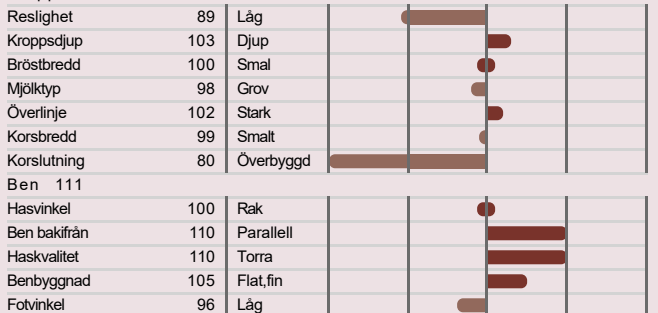 Reslighet 89 Låg
Kroppsdjup 103 Djup
Bröstbredd 100 Smal
Mjölktyp 98 Grov
Överlinje 102 Stark
Korsbredd 99 Smalt
Korslutning 80 Överbyggd
Ben 111
Hasvinkel 100 Rak
Ben bakifrån 110 Parallell
Haskvalitet 110 Torra
Benbyggnad 105 Flat,fin
Fotvinkel 96 Låg